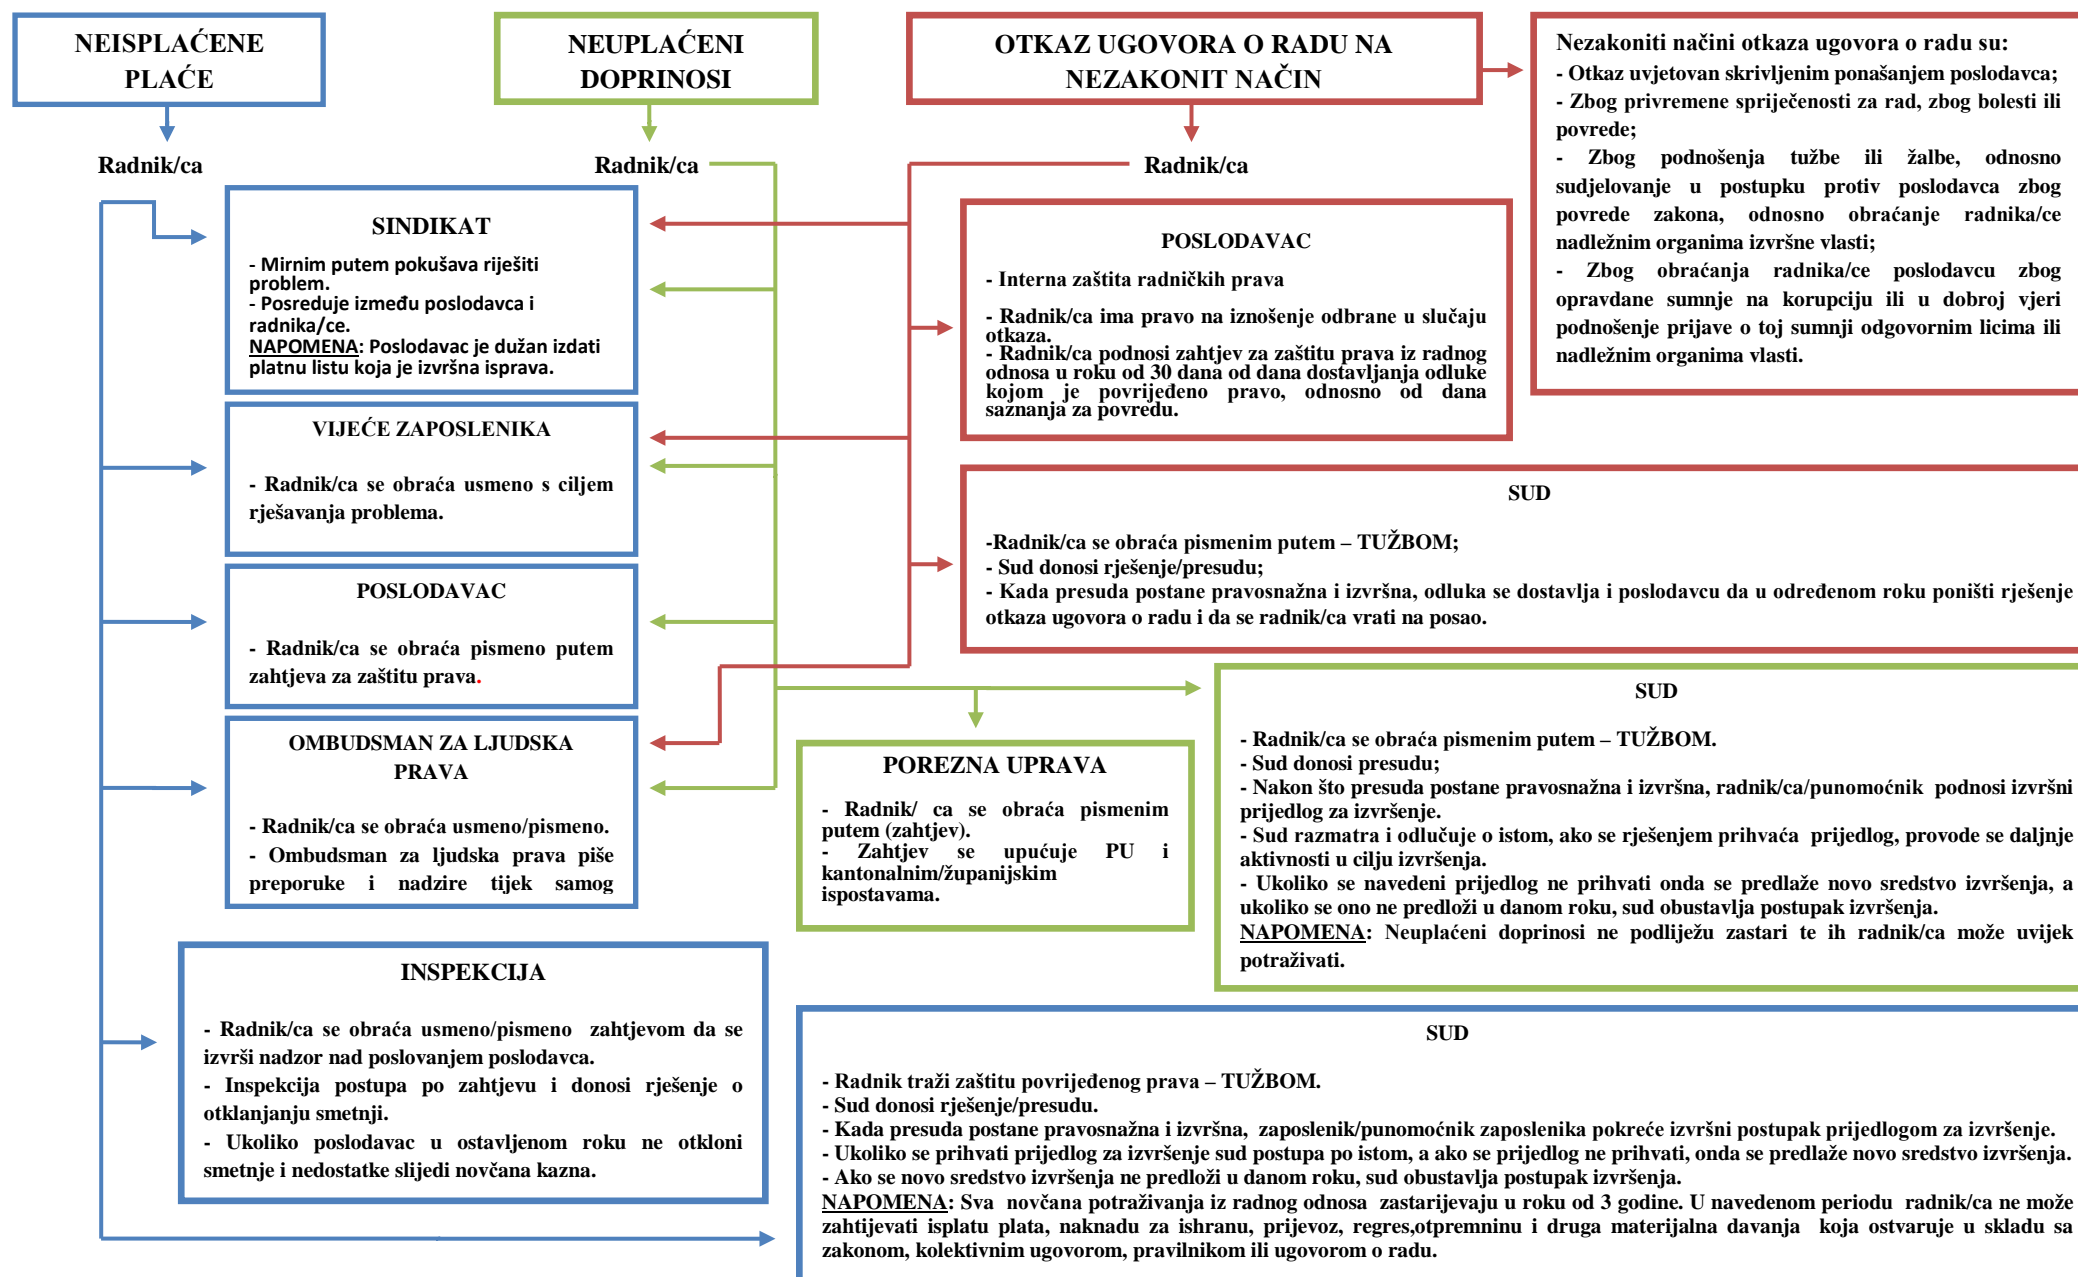 NEISPLAĆENE
PLAĆE
NEUPLAĆENI
DOPRINOSI
OTKAZ UGOVORA O RADU NA
NEZAKONIT NAČIN
Nezakoniti načini otkaza ugovora o radu su:
- Otkaz uvjetovan skrivljenim ponašanjem poslodavca;
- Zbog privremene spriječenosti za rad, zbog bolesti ili
povrede;
- Zbog podnošenja tužbe ili žalbe, odnosno
sudjelovanje u postupku protiv poslodavca zbog
povrede zakona, odnosno obraćanje radnika/ce
nadležnim organima izvršne vlasti;
- Zbog obraćanja radnika/ce poslodavcu zbog
opravdane sumnje na korupciju ili u dobroj vjeri
podnošenje prijave o toj sumnji odgovornim licima ili
nadležnim organima vlasti.
Radnik/ca
Radnik/ca
Radnik/ca
SINDIKAT
- Mirnim putem pokušava riješiti
problem.
- Posreduje između poslodavca i
radnika/ce.
NAPOMENA: Poslodavac je dužan izdati
platnu listu koja je izvršna isprava.
POSLODAVAC
- Interna zaštita radničkih prava
- Radnik/ca ima pravo na iznošenje odbrane u slučaju
otkaza.
- Radnik/ca podnosi zahtjev za zaštitu prava iz radnog
odnosa u roku od 30 dana od dana dostavljanja odluke
kojom je povrijeđeno pravo, odnosno od dana
saznanja za povredu.
VIJEĆE ZAPOSLENIKA
- Radnik/ca se obraća usmeno s ciljem
rješavanja problema.
SUD
-Radnik/ca se obraća pismenim putem – TUŽBOM;
- Sud donosi rješenje/presudu;
- Kada presuda postane pravosnažna i izvršna, odluka se dostavlja i poslodavcu da u određenom roku poništi rješenje
otkaza ugovora o radu i da se radnik/ca vrati na posao.
POSLODAVAC
- Radnik/ca se obraća pismeno putem
zahtjeva za zaštitu prava.
OMBUDSMAN ZA LJUDSKA
PRAVA
- Radnik/ca se obraća usmeno/pismeno.
- Ombudsman za ljudska prava piše
preporuke i nadzire tijek samog
POREZNA UPRAVA
- Radnik/ ca se obraća pismenim
putem (zahtjev).
- Zahtjev se upućuje PU i
kantonalnim/županijskim
ispostavama.
SUD
- Radnik/ca se obraća pismenim putem – TUŽBOM.
- Sud donosi presudu;
- Nakon što presuda postane pravosnažna i izvršna, radnik/ca/punomoćnik podnosi izvršni
prijedlog za izvršenje.
- Sud razmatra i odlučuje o istom, ako se rješenjem prihvaća prijedlog, provode se daljnje
aktivnosti u cilju izvršenja.
- Ukoliko se navedeni prijedlog ne prihvati onda se predlaže novo sredstvo izvršenja, a
ukoliko se ono ne predloži u danom roku, sud obustavlja postupak izvršenja.
NAPOMENA: Neuplaćeni doprinosi ne podliježu zastari te ih radnik/ca može uvijek
potraživati.
INSPEKCIJA
- Radnik/ca se obraća usmeno/pismeno zahtjevom da se
izvrši nadzor nad poslovanjem poslodavca.
- Inspekcija postupa po zahtjevu i donosi rješenje o
otklanjanju smetnji.
- Ukoliko poslodavac u ostavljenom roku ne otkloni
smetnje i nedostatke slijedi novčana kazna.
SUD
- Radnik traži zaštitu povrijeđenog prava – TUŽBOM.
- Sud donosi rješenje/presudu.
- Kada presuda postane pravosnažna i izvršna, zaposlenik/punomoćnik zaposlenika pokreće izvršni postupak prijedlogom za izvršenje.
- Ukoliko se prihvati prijedlog za izvršenje sud postupa po istom, a ako se prijedlog ne prihvati, onda se predlaže novo sredstvo izvršenja.
- Ako se novo sredstvo izvršenja ne predloži u danom roku, sud obustavlja postupak izvršenja.
NAPOMENA: Sva novčana potraživanja iz radnog odnosa zastarijevaju u roku od 3 godine. U navedenom periodu radnik/ca ne može
zahtijevati isplatu plata, naknadu za ishranu, prijevoz, regres,otpremninu i druga materijalna davanja koja ostvaruje u skladu sa
zakonom, kolektivnim ugovorom, pravilnikom ili ugovorom o radu.